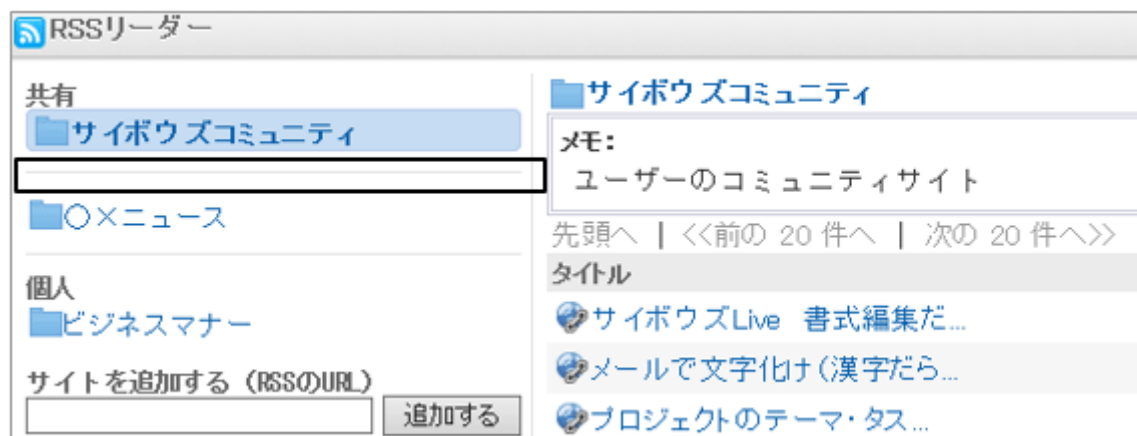 RSSリーダー
共有
サイボウズコミュニティ
○×ニュース
個人
ビジネスマナー
サイトを追加する（RSSのURL）
追加する
サイボウズコミュニティ
メモ:
ユーザーのコミュニティサイト
先頭へ | <<前の 20 件へ | 次の 20 件へ>>
タイトル
サイボウズLive 書式編集だ...
メールで文字化け(漢字だら...
プロジェクトのテーマ・タス...